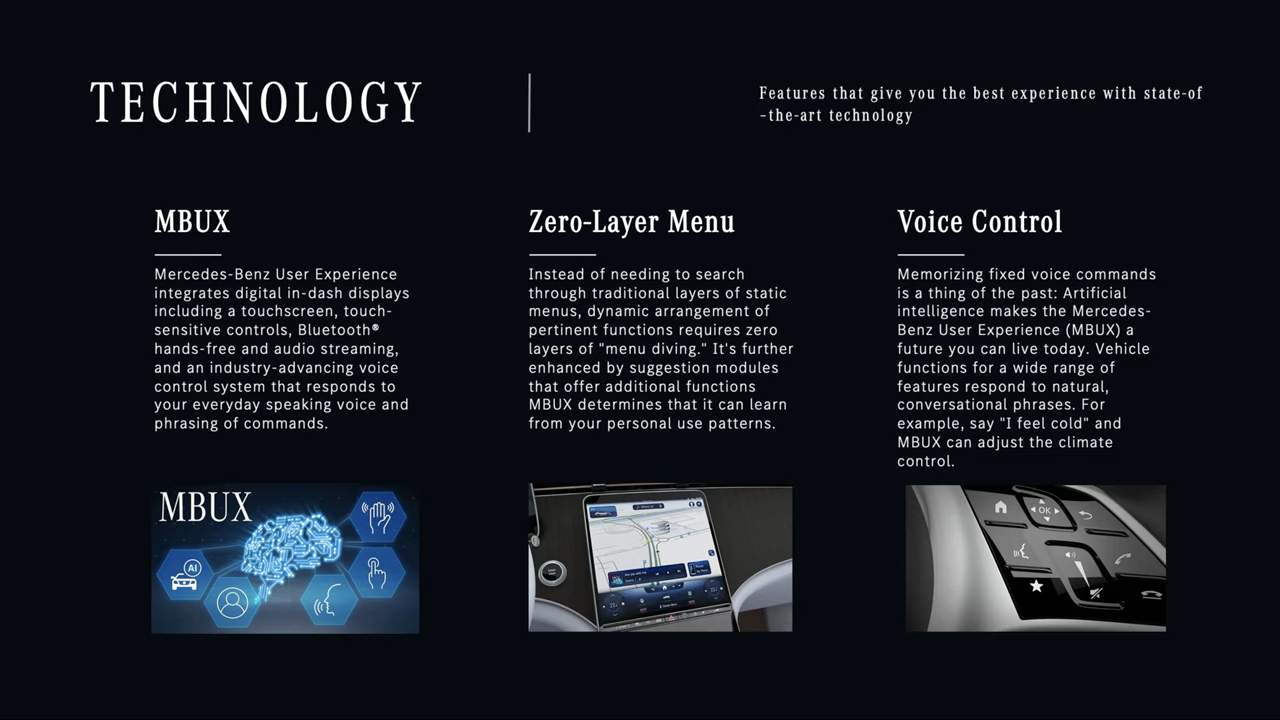 TECHNOLOGY
Features that give you the best experience with state-of
-the-art technology
MBUX
Mercedes-Benz User Experience
integrates digital in-dash displays
including a touchscreen, touch-
sensitive controls, Bluetooth®
hands-free and audio streaming,
and an industry-advancing voice
control system that responds to
your everyday speaking voice and
phrasing of commands.
Zero-Layer Menu
Instead of needing to search
through traditional layers of static
menus, dynamic arrangement of
pertinent functions requires zero
layers of "menu diving." It's further
enhanced by suggestion modules
that offer additional functions
MBUX determines that it can learn
from your personal use patterns.
Voice Control
Memorizing fixed voice commands
is a thing of the past: Artificial
intelligence makes the Mercedes-
Benz User Experience (MBUX) a
future you can live today. Vehicle
functions for a wide range of
features respond to natural,
conversational phrases. For
example, say "I feel cold" and
MBUX can adjust the climate
control.
MBUX
AI
OK